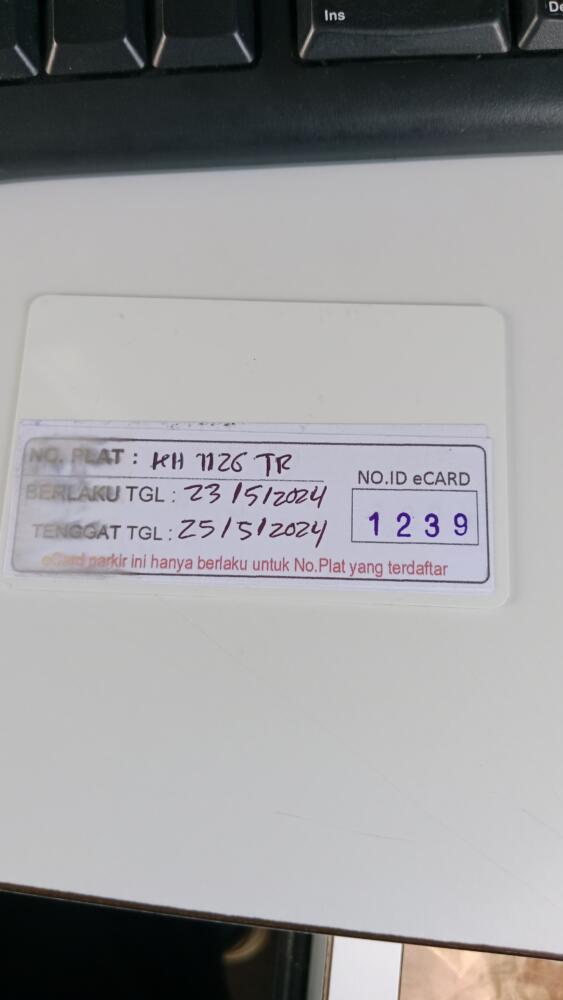 Ins
De
NO. PLAT : KH 1126 TR
BERLAKU TGL : 23/5/2024
TENGGAT TGL : 25/5/2024
NO.ID eCARD
1239
eCard parkir ini hanya berlaku untuk No.Plat yang terdaftar